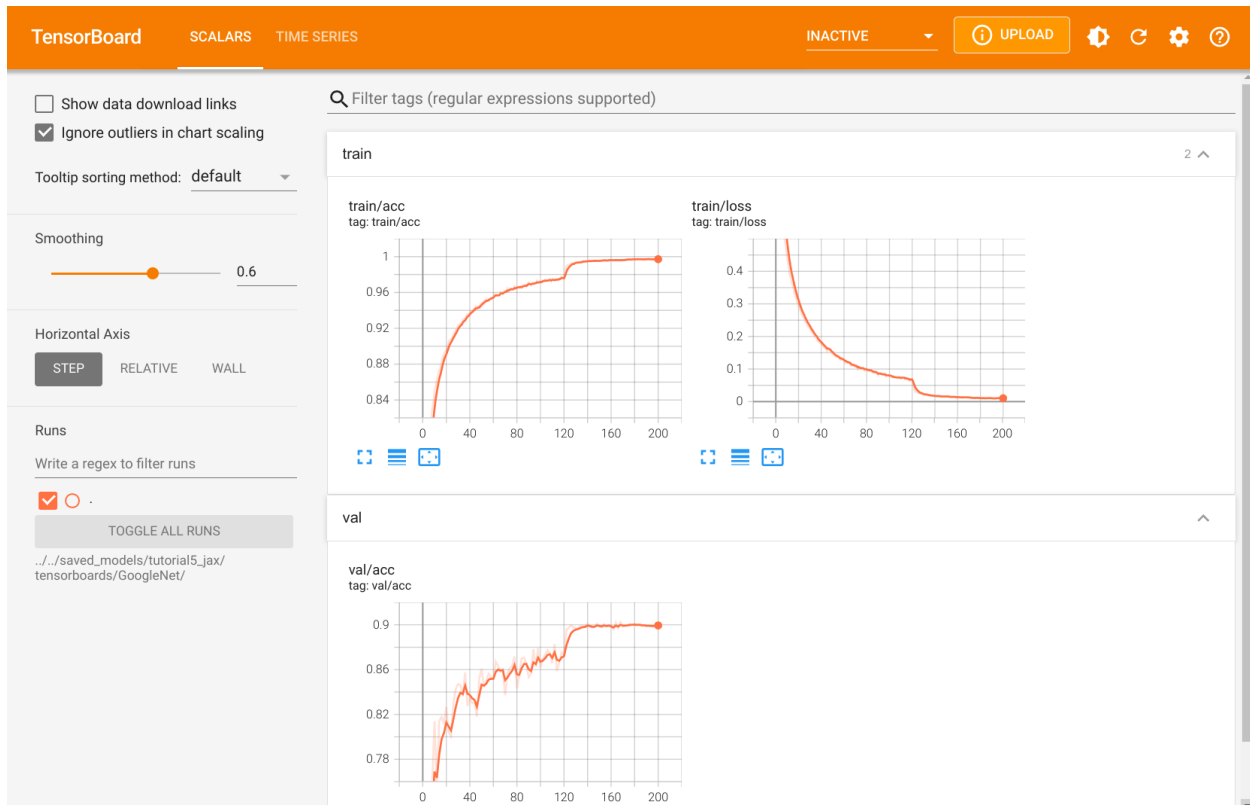 TensorBoard SCALARS TIME SERIES INACTIVE UPLOAD
Show data download links
Ignore outliers in chart scaling
Tooltip sorting method: default
Smoothing
0.6
Horizontal Axis
STEP RELATIVE WALL
Runs
Write a regex to filter runs
.
TOGGLE ALL RUNS
../../saved_models/tutorial5_jax/
tensorboards/GoogleNet/
Filter tags (regular expressions supported)
train 2
train/acc
tag: train/acc
1
0.96
0.92
0.88
0.84
0 40 80 120 160 200
train/loss
tag: train/loss
0.4
0.3
0.2
0.1
0
0 40 80 120 160 200
val
val/acc
tag: val/acc
0.9
0.86
0.82
0.78
0 40 80 120 160 200